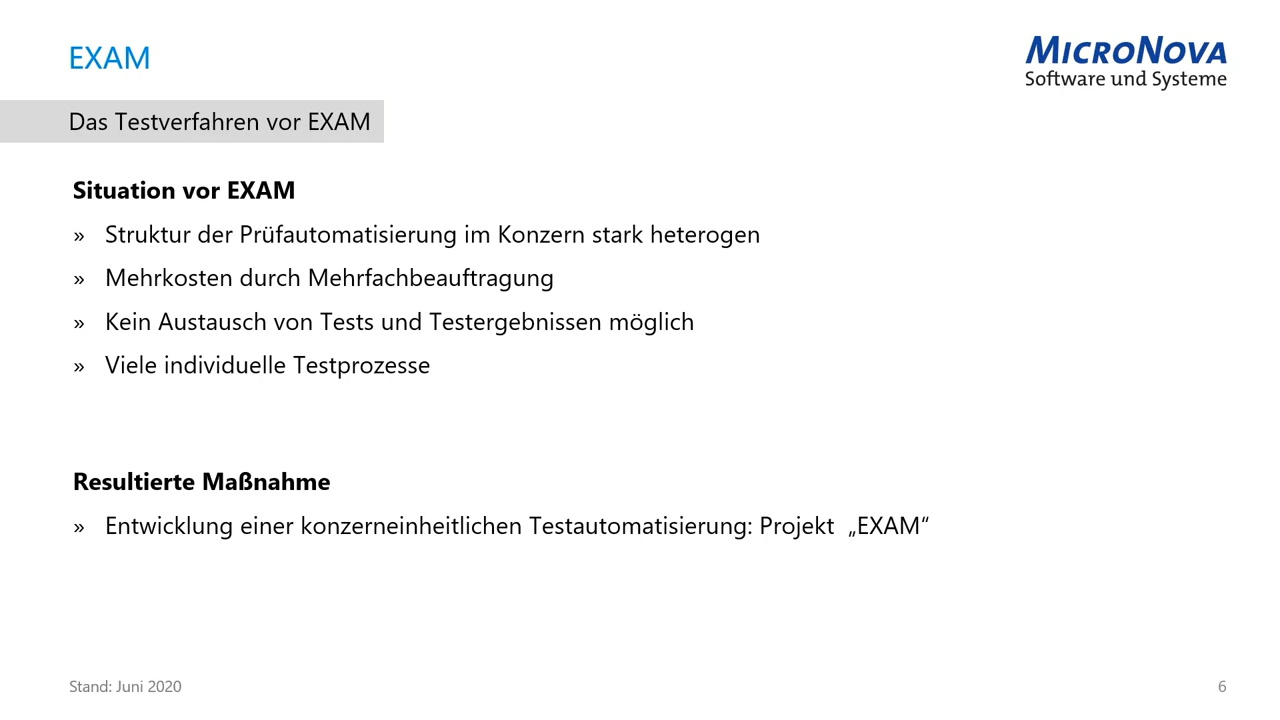 EXAM
MICRONOVA
Software und Systeme
Das Testverfahren vor EXAM
Situation vor EXAM
» Struktur der Prüfautomatisierung im Konzern stark heterogen
» Mehrkosten durch Mehrfachbeauftragung
» Kein Austausch von Tests und Testergebnissen möglich
» Viele individuelle Testprozesse
Resultierte Maßnahme
» Entwicklung einer konzerneinheitlichen Testautomatisierung: Projekt „EXAM“
Stand: Juni 2020
6